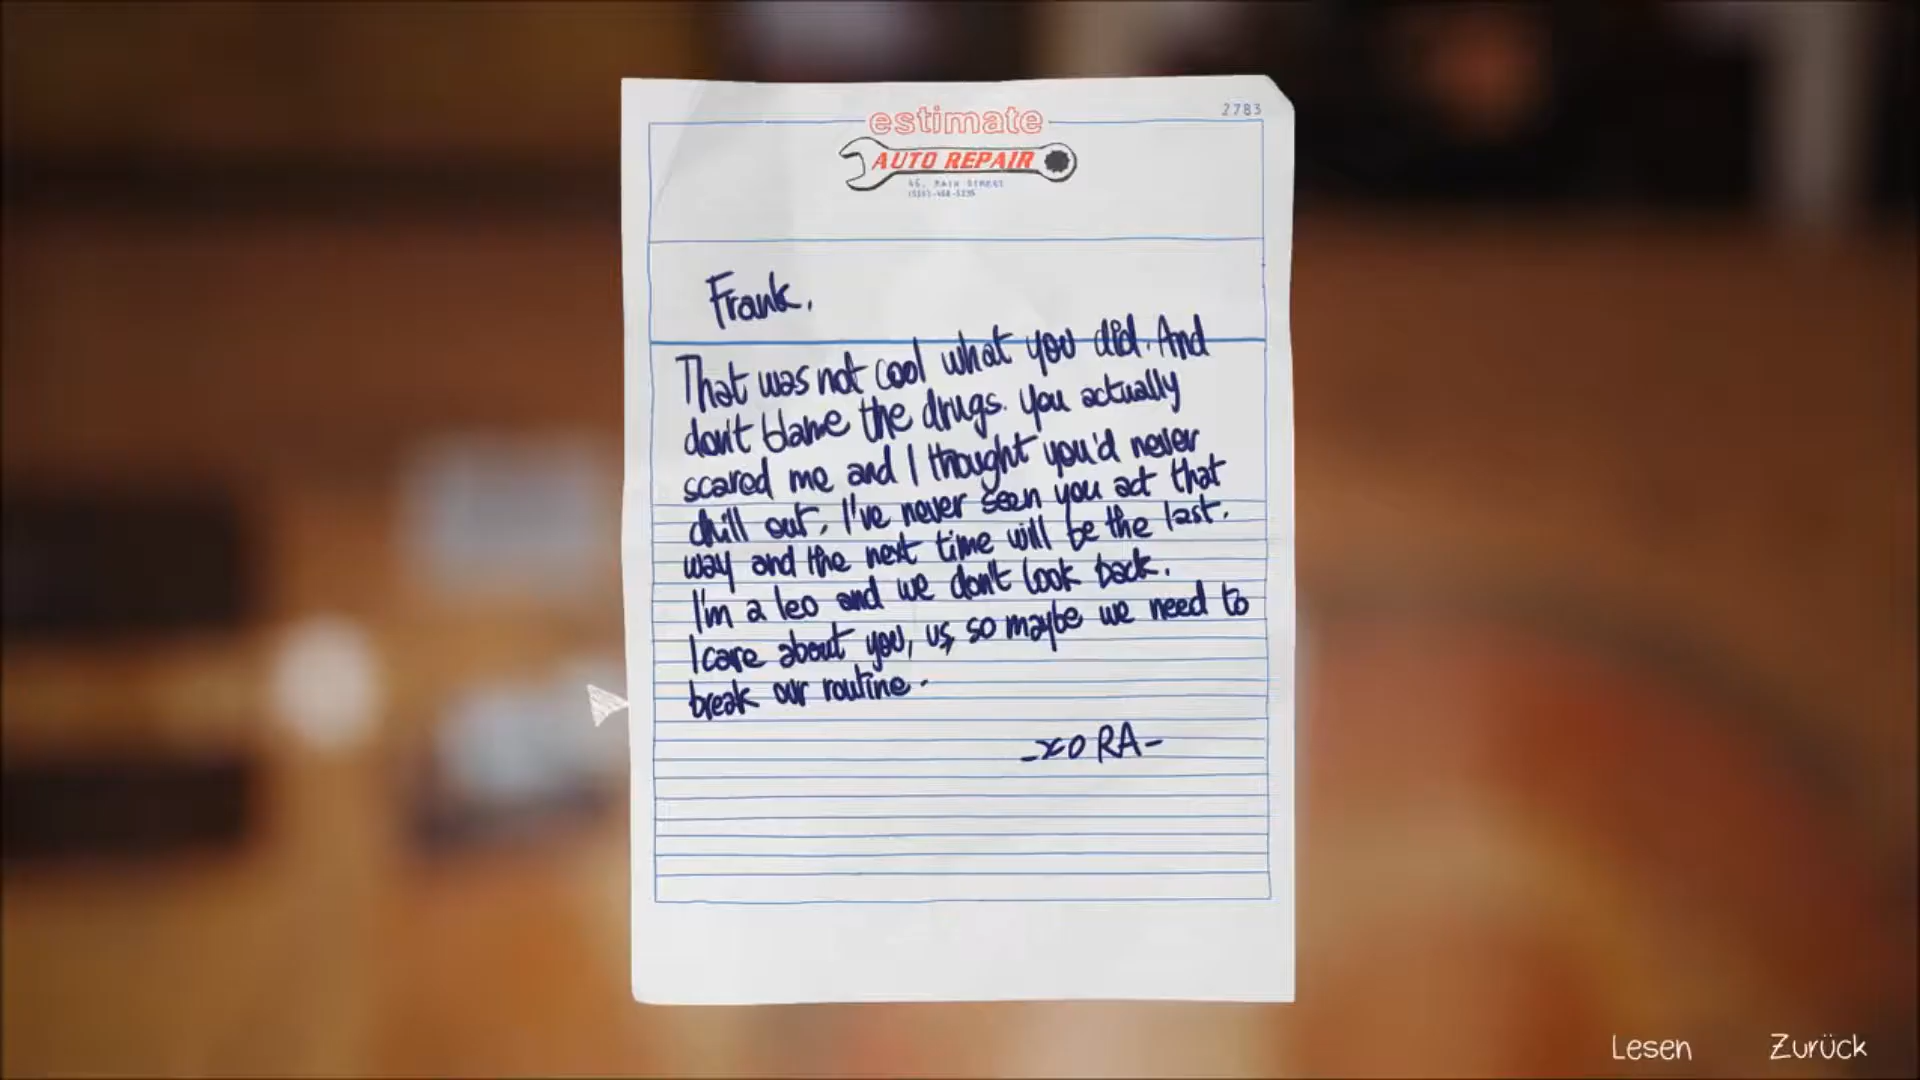 2783
estimate
AUTO REPAIR
Frank,
That was not cool what you did. And
don't blame the drugs. You actually
scared me and I thought you'd never
chill out. I've never seen you act that
way and the next time will be the last.
I'm a leo and we don't look back.
I care about you, us, so maybe we need to
break our routine.
-xo RA-
Lesen Zurück